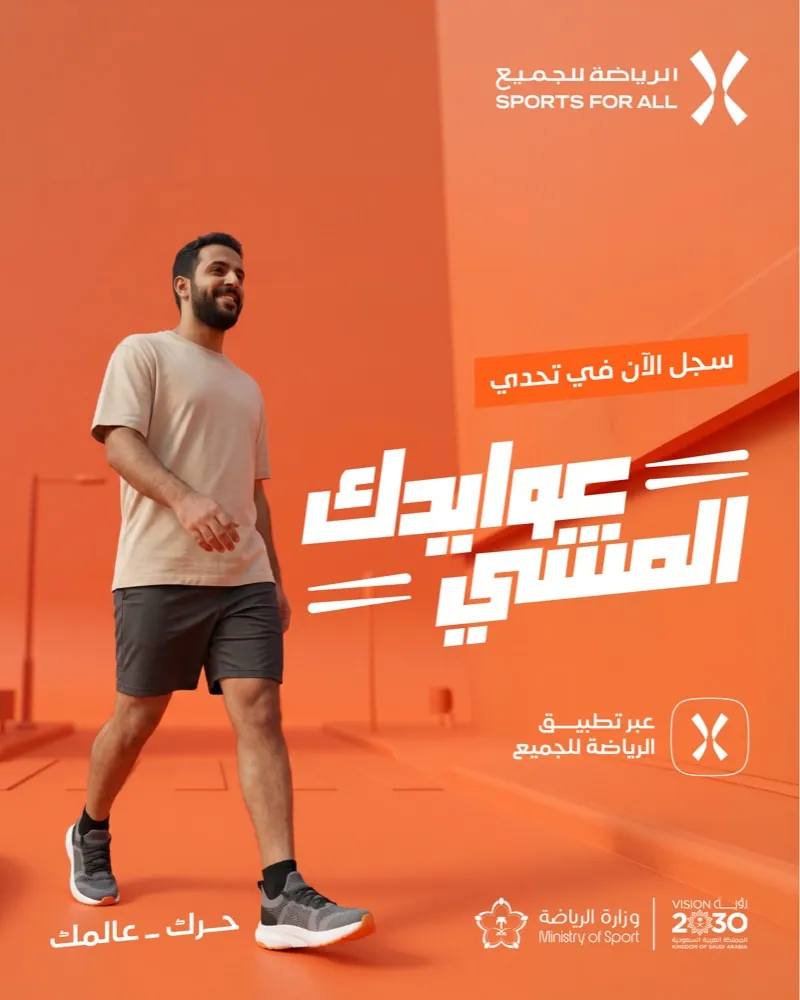 الرياضة للجميع
SPORTS FOR ALL
سجل الآن في تحدي
عوايدك
المشي
عبر تطبيق
الرياضة للجميع
حرك - عالمك
وزارة الرياضة
Ministry of Sport
VISION رؤية
2030
المملكة العربية السعودية
KINGDOM OF SAUDI ARABIA